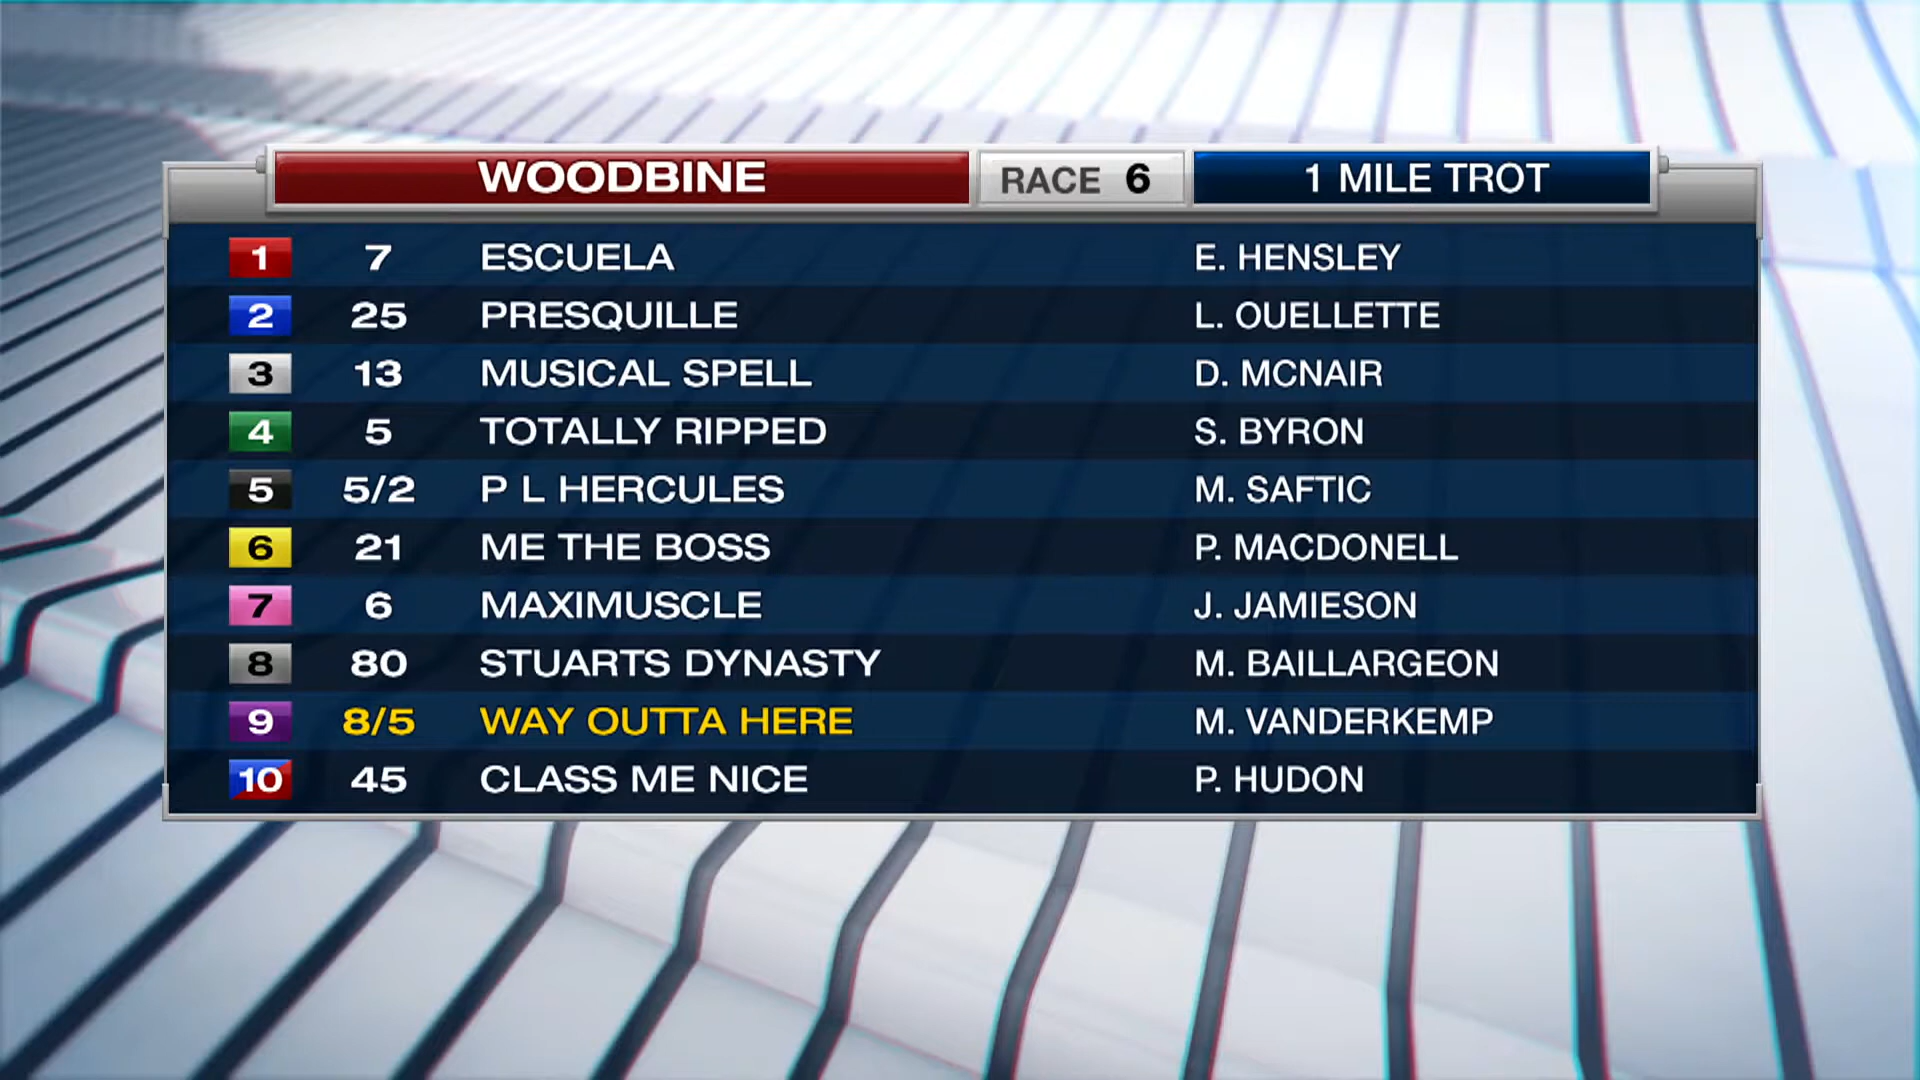 WOODBINE RACE 6 1 MILE TROT
1 7 ESCUELA E. HENSLEY
2 25 PRESQUILLE L. OUELLETTE
3 13 MUSICAL SPELL D. MCNAIR
4 5 TOTALLY RIPPED S. BYRON
5 5/2 P L HERCULES M. SAFTIC
6 21 ME THE BOSS P. MACDONELL
7 6 MAXIMUSCLE J. JAMIESON
8 80 STUARTS DYNASTY M. BAILLARGEON
9 8/5 WAY OUTTA HERE M. VANDERKEMP
10 45 CLASS ME NICE P. HUDON